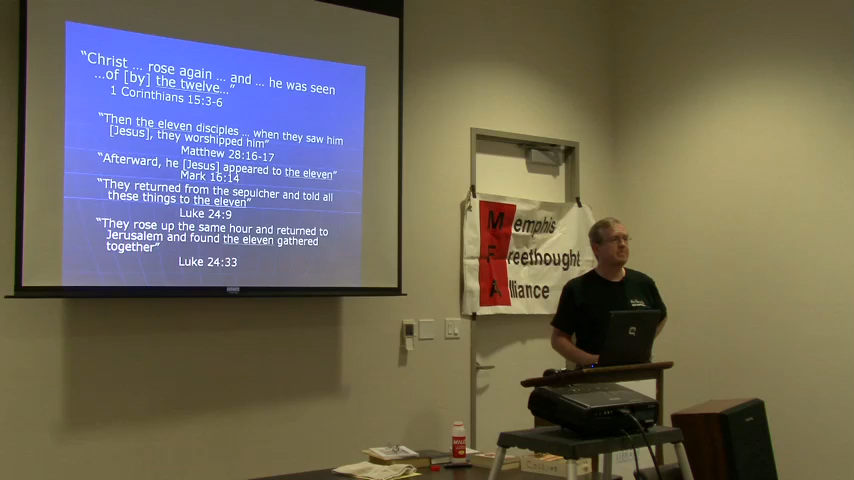 “Christ ... rose again ... and ... he was seen
...of [by] the twelve...”
1 Corinthians 15:3-6
“Then the eleven disciples ... when they saw him
[Jesus], they worshipped him”
Matthew 28:16-17
“Afterward, he [Jesus] appeared to the eleven”
Mark 16:14
“They returned from the sepulcher and told all
these things to the eleven”
Luke 24:9
“They rose up the same hour and returned to
Jerusalem and found the eleven gathered
together”
Luke 24:33
Memphis
Freethought
Alliance